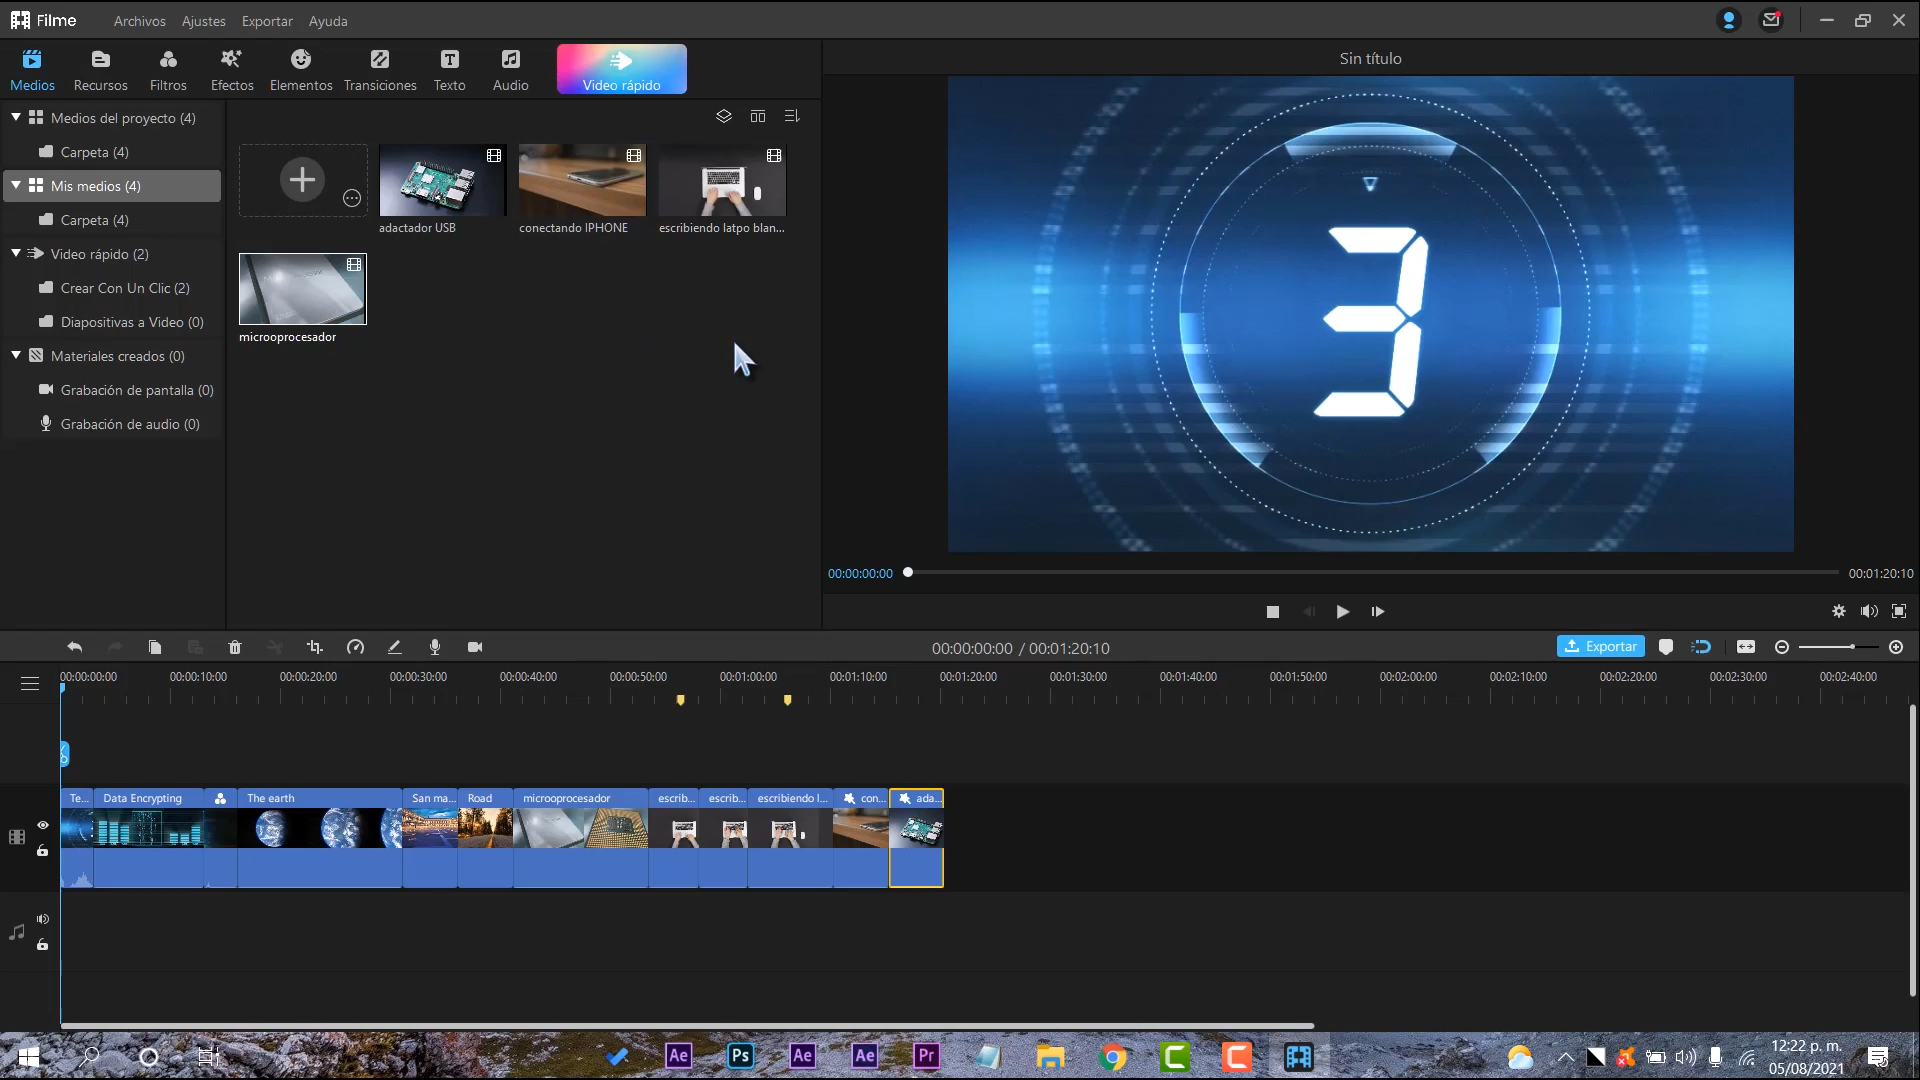 Filme
Archivos Ajustes Exportar Ayuda
Medios Recursos Filtros Efectos Elementos Transiciones Texto Audio Video rápido
Sin título
Medios del proyecto (4)
Carpeta (4)
Mis medios (4)
Carpeta (4)
Video rápido (2)
Crear Con Un Clic (2)
Diapositivas a Video (0)
Materiales creados (0)
Grabación de pantalla (0)
Grabación de audio (0)
adactador USB
conectando IPHONE
escribiendo latpo blan...
microoprocesador
3
00:00:00:00
00:01:20:10
00:00:00:00 / 00:01:20:10
Exportar
00:00:00:00 00:00:10:00 00:00:20:00 00:00:30:00 00:00:40:00 00:00:50:00 00:01:00:00 00:01:10:00 00:01:20:00 00:01:30:00 00:01:40:00 00:01:50:00 00:02:00:00 00:02:10:00 00:02:20:00 00:02:30:00 00:02:40:00
Te... Data Encrypting The earth San ma... Road microoprocesador escrib... escrib... escribiendo l... con... ada...
Ae Ps Ae Ae Pr
12:22 p. m.
05/08/2021